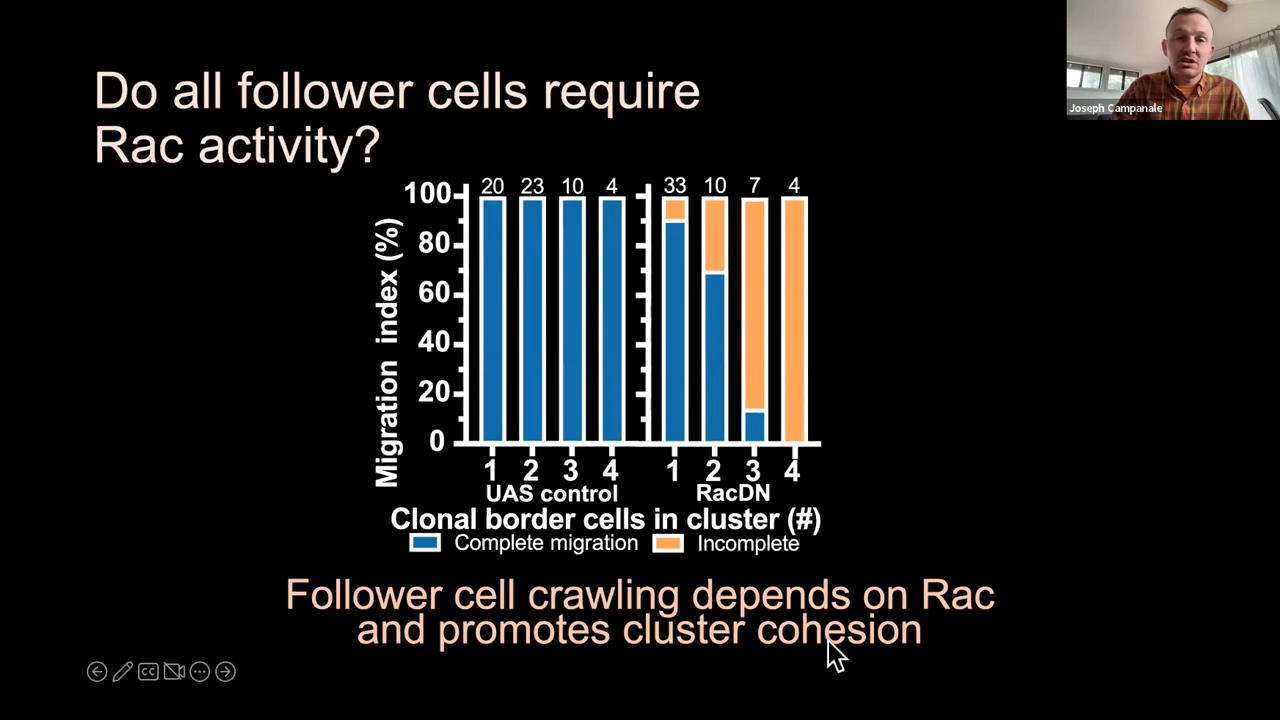 Joseph Campanale
Do all follower cells require
Rac activity?
Migration index (%)
100
80
60
40
20
0
20 23 10 4
33 10 7 4
1 2 3 4
1 2 3 4
UAS control
RacDN
Clonal border cells in cluster (#)
Complete migration
Incomplete
Follower cell crawling depends on Rac
and promotes cluster cohesion
CC